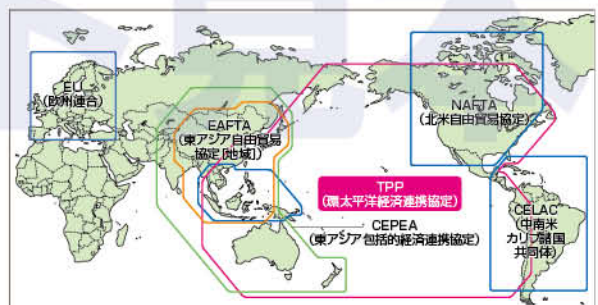 EU
(欧州連合)
EAFTA
(東アジア自由貿易
協定[地域])
NAFTA
(北米自由貿易協定)
TPP
(環太平洋経済連携協定)
CEPEA
(東アジア包括的経済連携協定)
CELAC
(中南米
カリブ諸国
共同体)